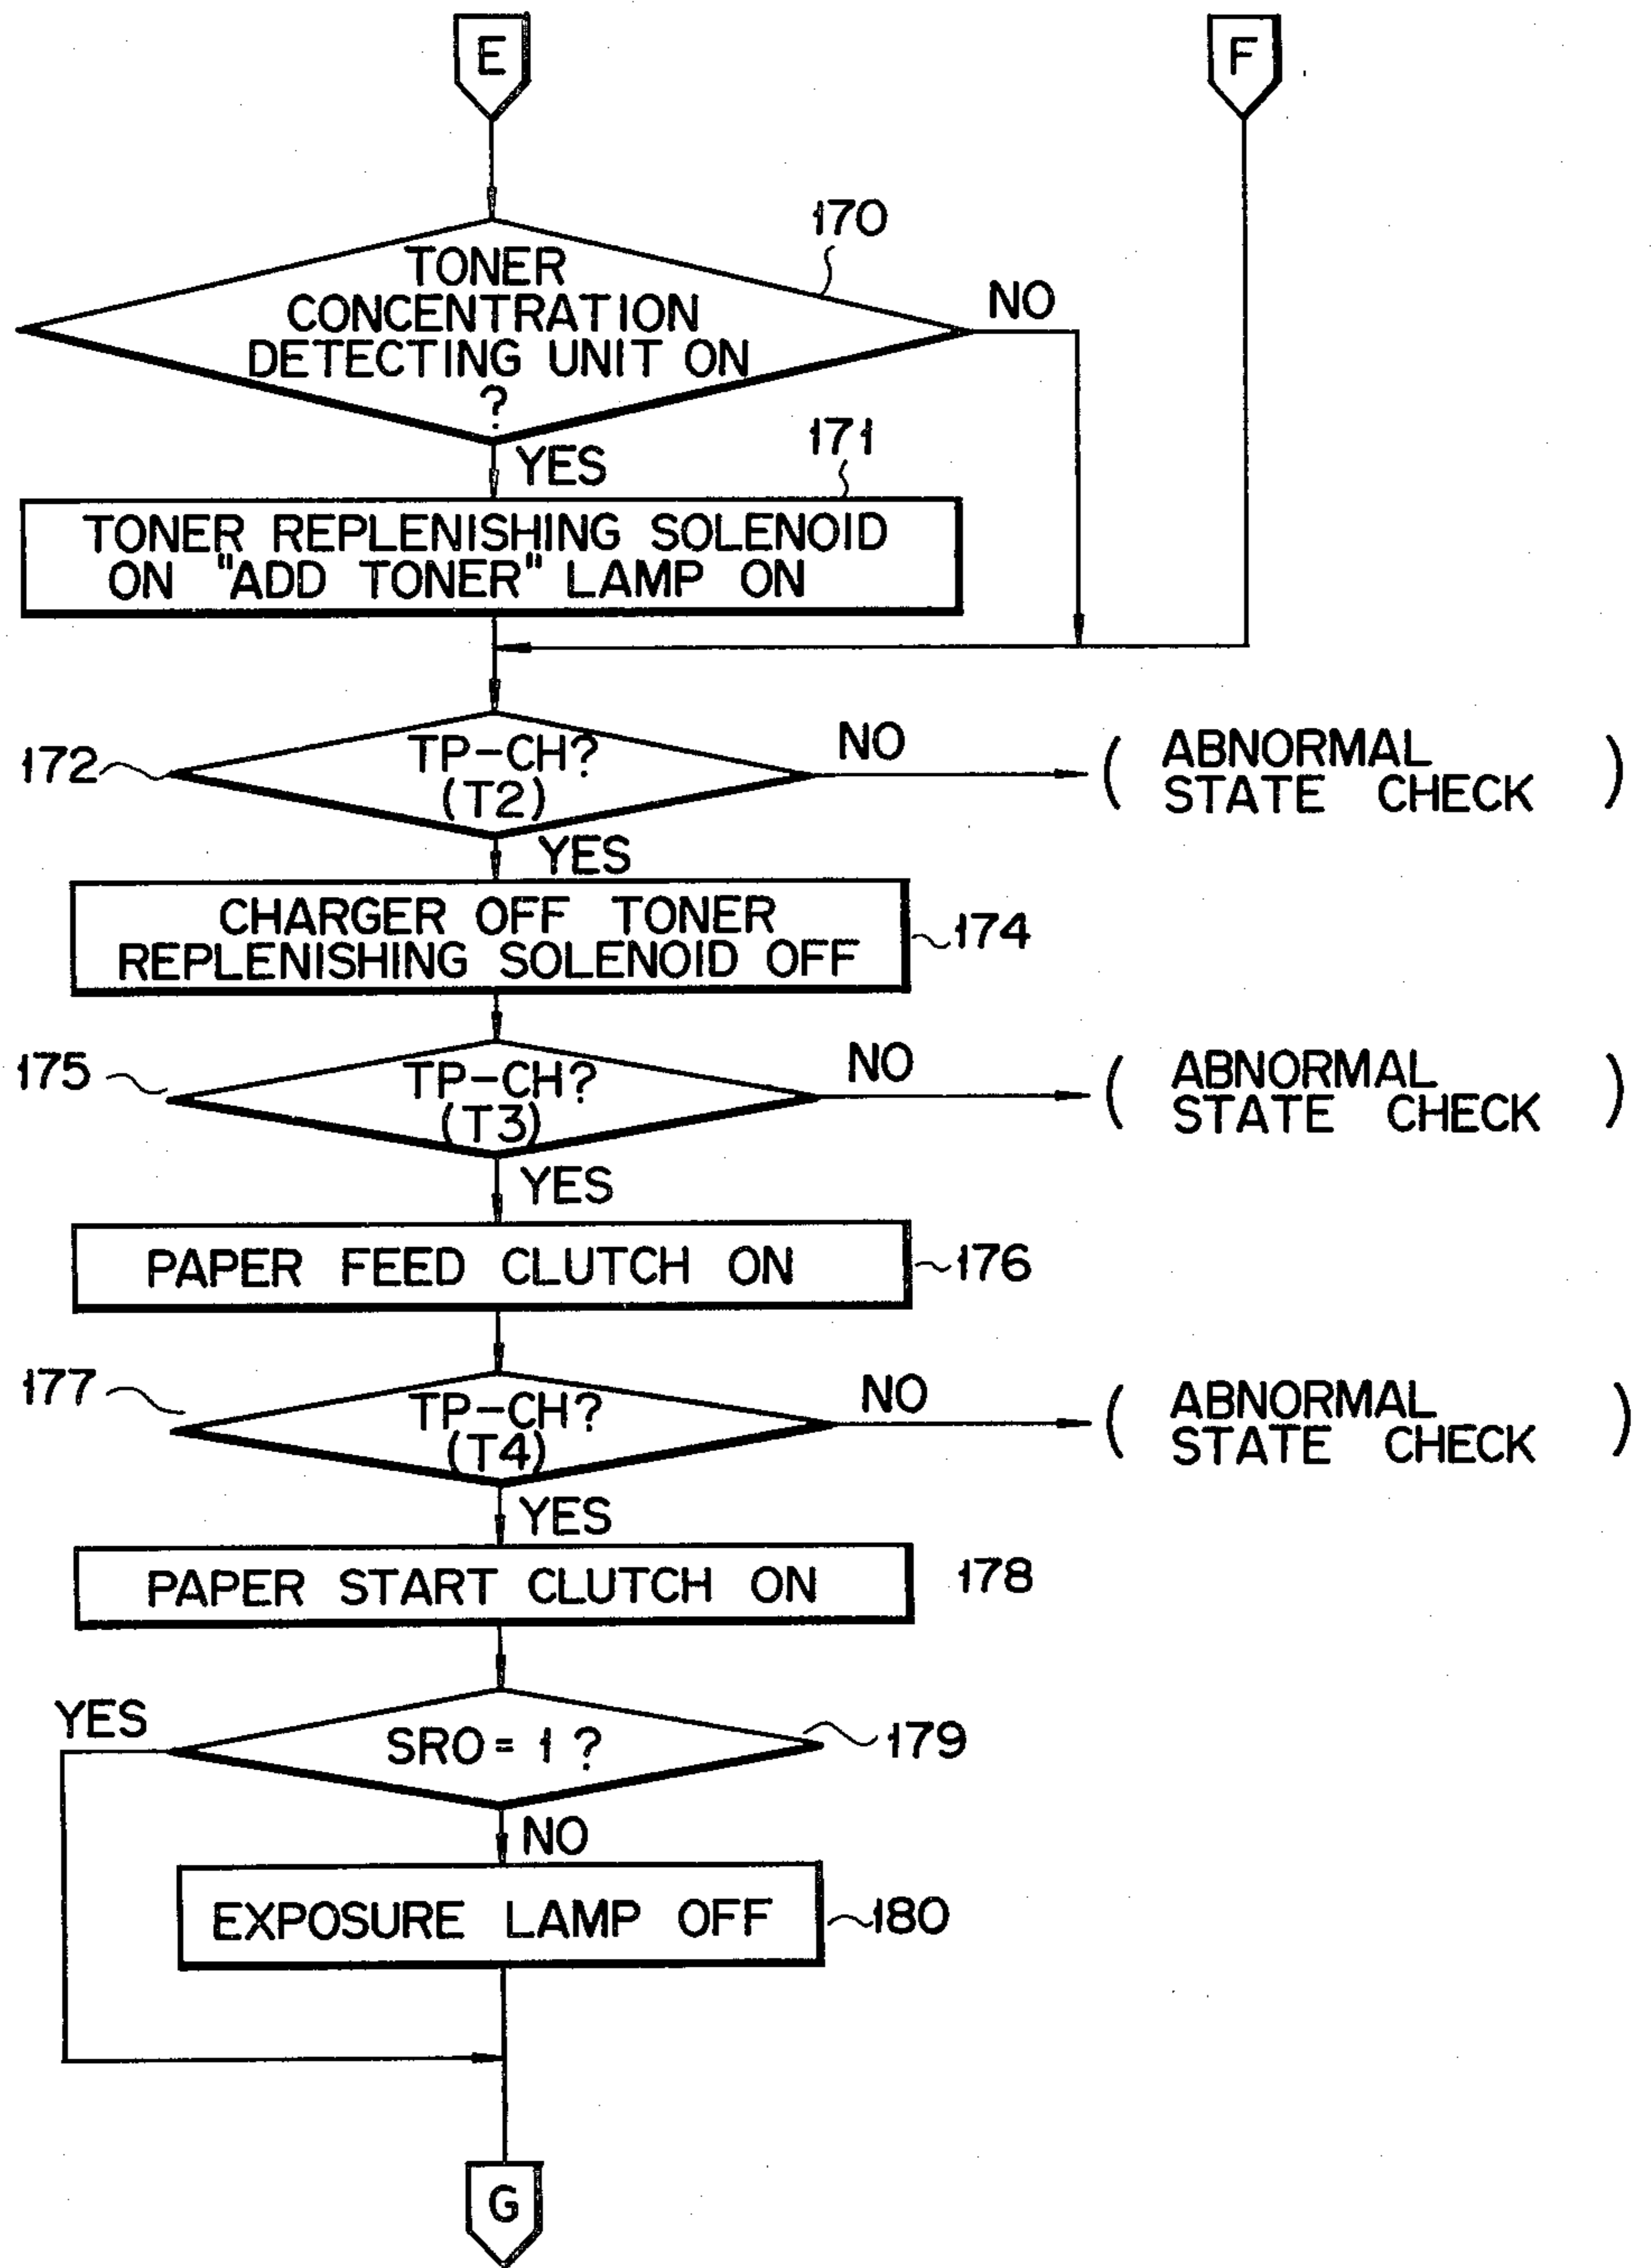 E
F
170
TONER
CONCENTRATION
DETECTING UNIT ON
?
NO
YES
171
TONER REPLENISHING SOLENOID
ON "ADD TONER" LAMP ON
172
TP-CH?
(T2)
NO
( ABNORMAL
STATE CHECK )
YES
CHARGER OFF TONER
REPLENISHING SOLENOID OFF
174
175
TP-CH?
(T3)
NO
( ABNORMAL
STATE CHECK )
YES
PAPER FEED CLUTCH ON
176
177
TP-CH?
(T4)
NO
( ABNORMAL
STATE CHECK )
YES
PAPER START CLUTCH ON
178
YES
SRO = 1 ?
179
NO
EXPOSURE LAMP OFF
180
G